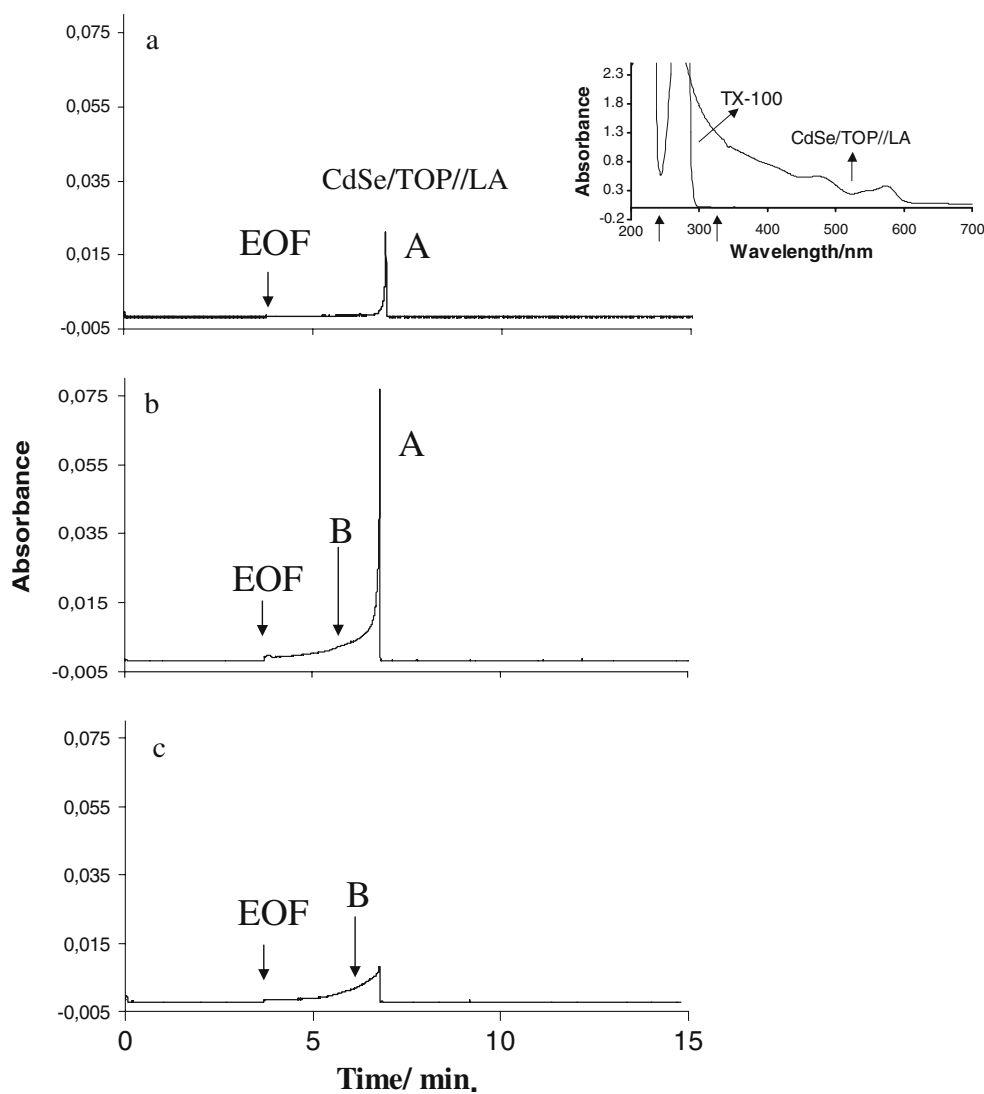 a
0,075
0,055
0,035
0,015
-0,005
CdSe/TOP//LA
EOF
A
Absorbance
2.3
1.8
1.3
0.8
0.3
-0.2
TX-100
CdSe/TOP//LA
200 300 400 500 600 700
Wavelength/nm
b
0,075
0,055
0,035
0,015
-0,005
Absorbance
A
B
EOF
c
0,075
0,055
0,035
0,015
-0,005
B
EOF
0 5 10 15
Time/ min.